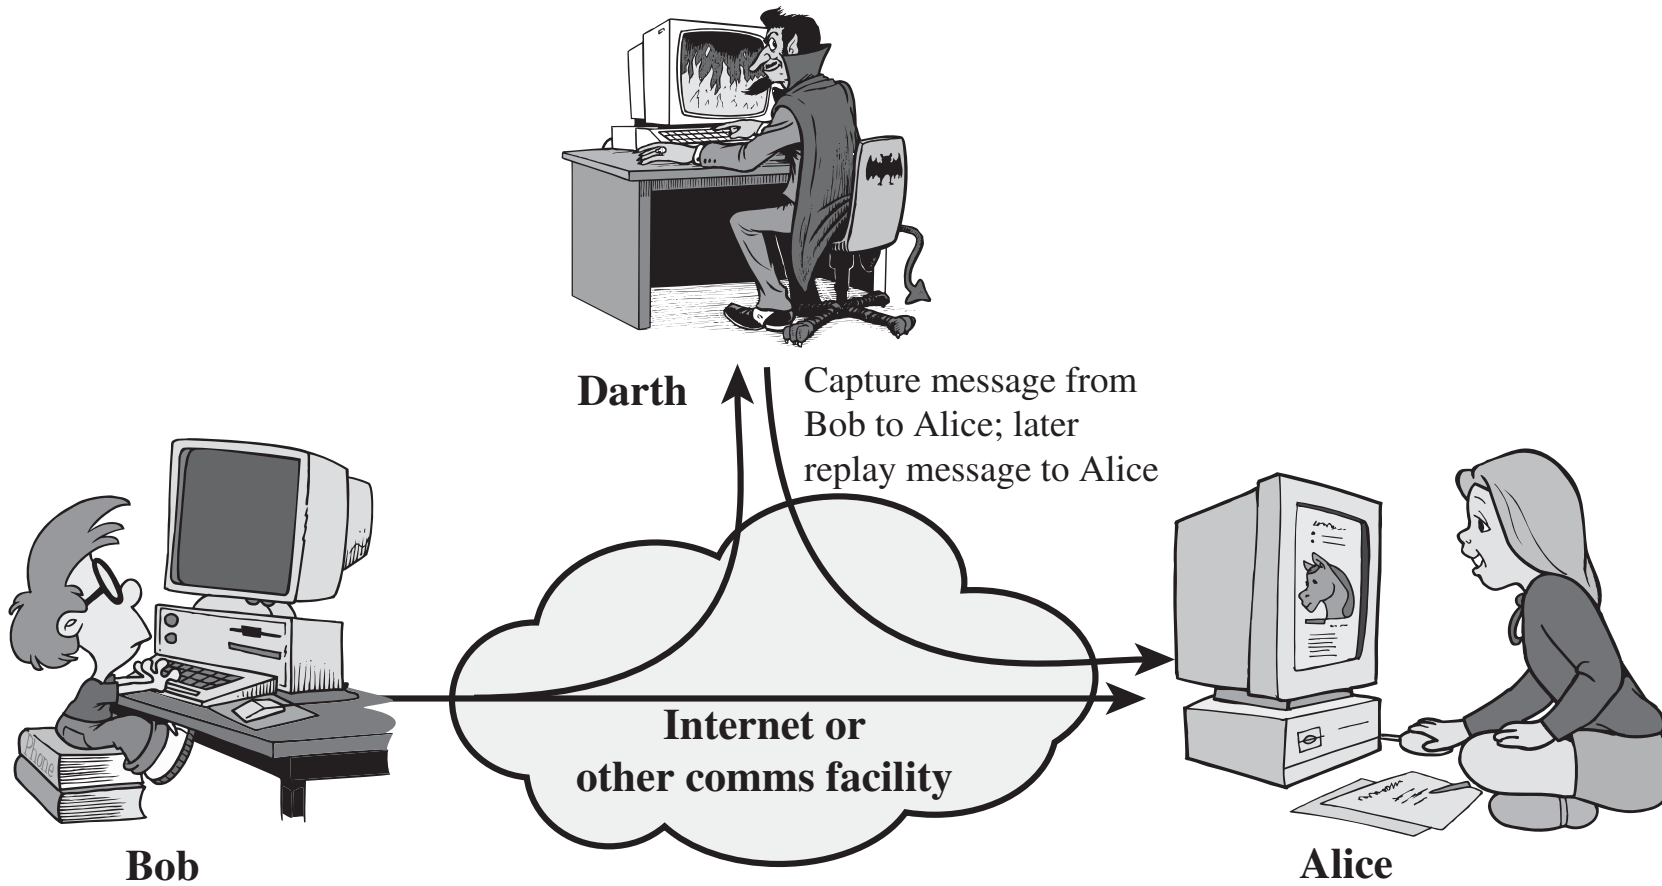 Darth
Capture message from
Bob to Alice; later
replay message to Alice
Phone
Internet or
other comms facility
Bob
Alice